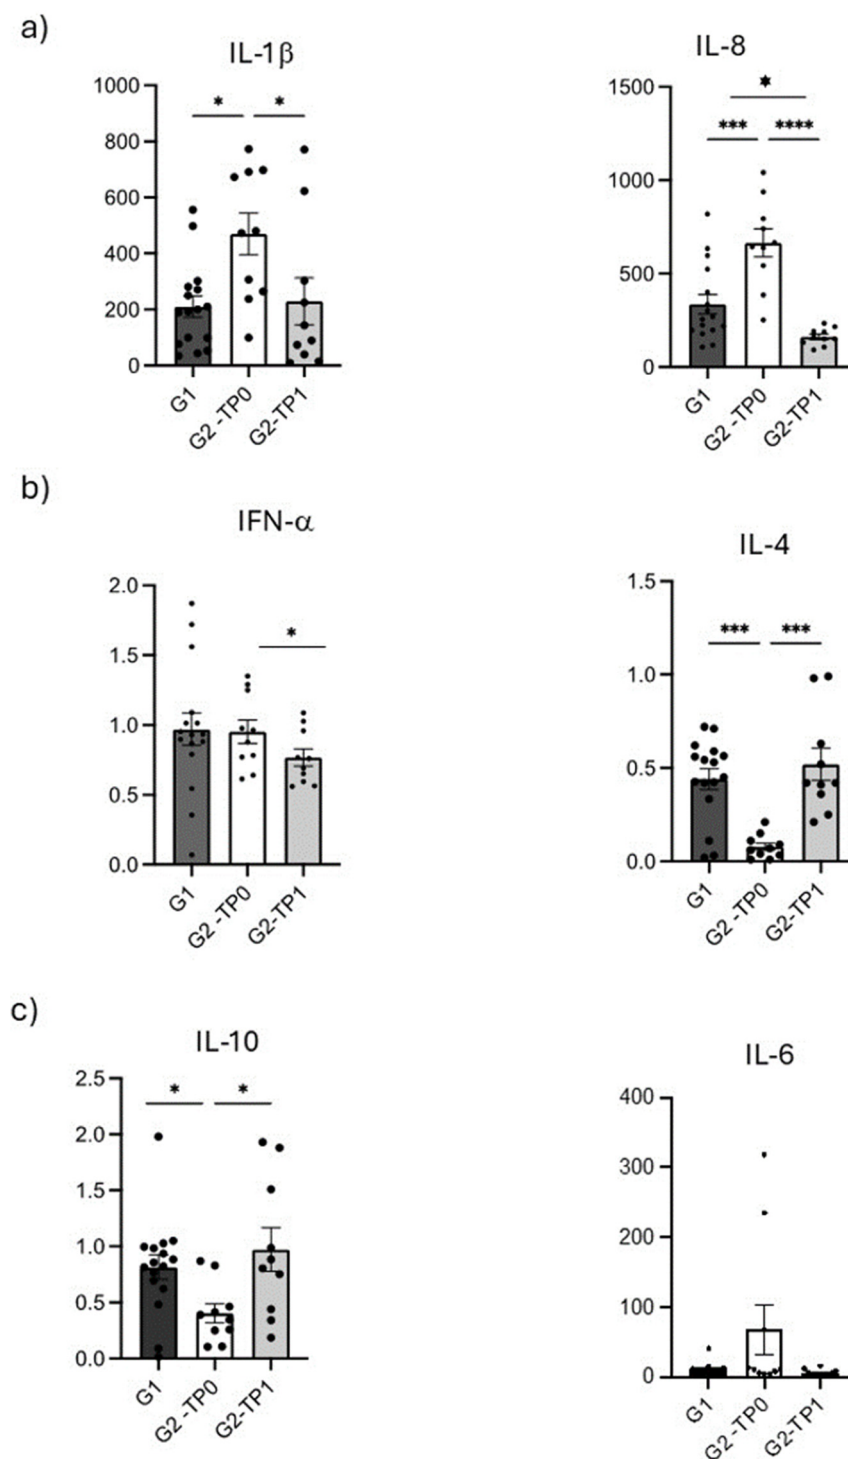 a)
IL-1β
1000
800
600
400
200
0
* *
G1
G2-TP0
G2-TP1
IL-8
1500
1000
500
0
*
*** ****
G1
G2-TP0
G2-TP1
b)
IFN-α
2.0
1.5
1.0
0.5
0.0
*
G1
G2-TP0
G2-TP1
IL-4
1.5
1.0
0.5
0.0
*** ***
G1
G2-TP0
G2-TP1
c)
IL-10
2.5
2.0
1.5
1.0
0.5
0.0
* *
G1
G2-TP0
G2-TP1
IL-6
400
300
200
100
0
G1
G2-TP0
G2-TP1